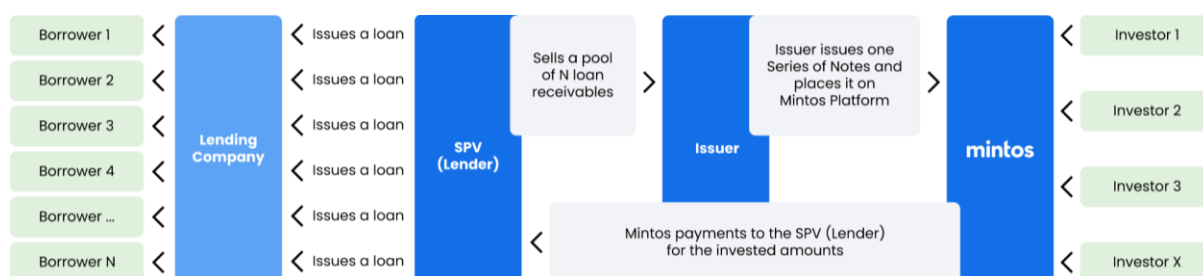 Borrower 1
Borrower 2
Borrower 3
Borrower 4
Borrower ...
Borrower N
Lending
Company
Issues a loan
Issues a loan
Issues a loan
Issues a loan
Issues a loan
Issues a loan
SPV
(Lender)
Sells a pool
of N loan
receivables
Issuer
Issuer issues one
Series of Notes and
places it on
Mintos Platform
Mintos payments to the SPV (Lender)
for the invested amounts
mintos
Investor 1
Investor 2
Investor 3
Investor X